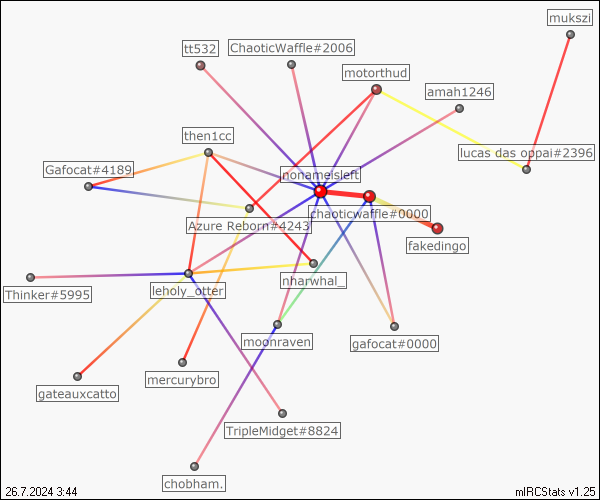 mukszi
tt532
ChaoticWaffle#2006
motorthud
amah1246
then1cc
lucas das oppai#2396
Gafocat#4189
nonameisleft
chaoticwaffle#0000
Azure Reborn#4243
fakedingo
Thinker#5995
leholy_otter
nharwhal_
moonraven
gafocat#0000
mercurybro
gateauxcatto
TripleMidget#8824
chobham.
26.7.2024 3:44
mIRCStats v1.25